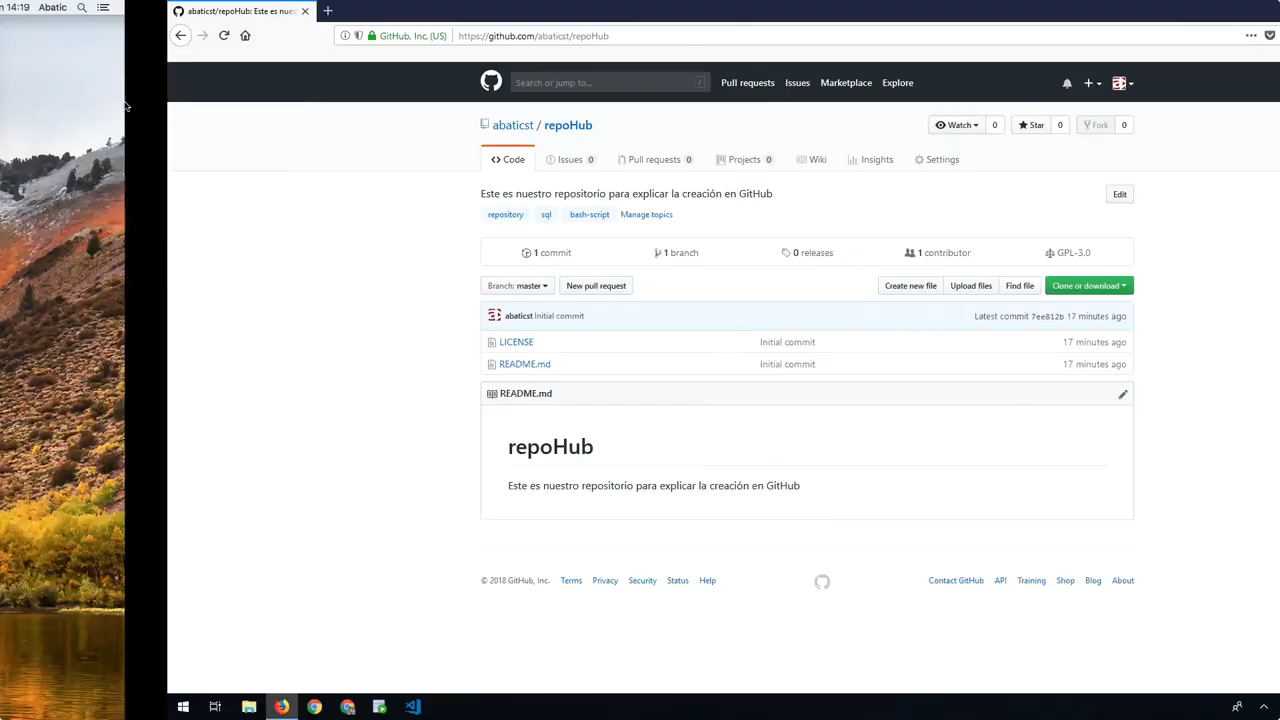 n 14:19 Abatic
abaticst/repoHub: Este es nues
GitHub, Inc. (US) https://github.com/abaticst/repoHub
Search or jump to... /
Pull requests Issues Marketplace Explore
abaticst / repoHub
Watch 0 Star 0 Fork 0
Code Issues 0 Pull requests 0 Projects 0 Wiki Insights Settings
Este es nuestro repositorio para explicar la creación en GitHub
Edit
repository sql bash-script Manage topics
1 commit 1 branch 0 releases 1 contributor GPL-3.0
Branch: master New pull request Create new file Upload files Find file Clone or download
abaticst Initial commit Latest commit 7ee812b 17 minutes ago
LICENSE Initial commit 17 minutes ago
README.md Initial commit 17 minutes ago
README.md
repoHub
Este es nuestro repositorio para explicar la creación en GitHub
© 2018 GitHub, Inc. Terms Privacy Security Status Help Contact GitHub API Training Shop Blog About